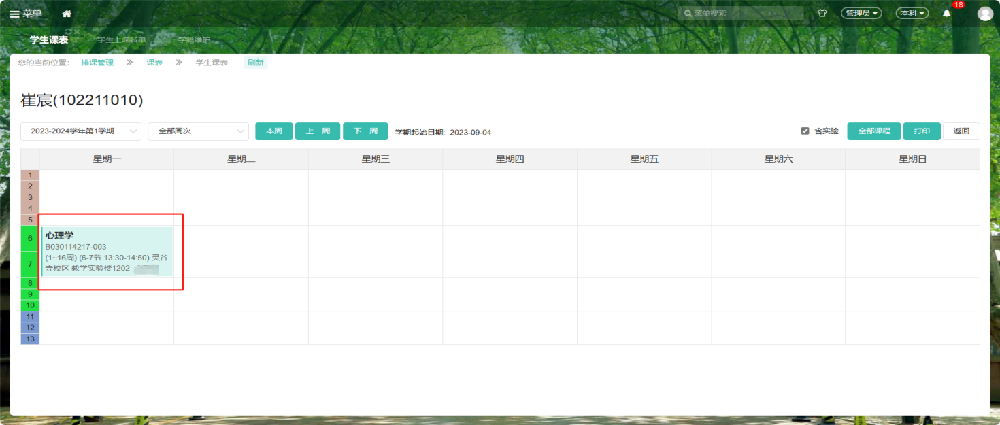 菜单
菜单搜索
管理员
本科
18
学生课表
学生上课名单
学籍维护
您的当前位置: 排课管理 课表 学生课表 刷新
崔宸(102211010)
2023-2024学年第1学期 全部周次 本周 上一周 下一周 学期起始日期: 2023-09-04 含实验 全部课程 打印 返回
星期一 星期二 星期三 星期四 星期五 星期六 星期日
1
2
3
4
5
6
7
8
9
10
11
12
13
心理学
B030114217-003
(1~16周) (6-7节 13:30-14:50) 灵谷
寺校区 教学实验楼1202